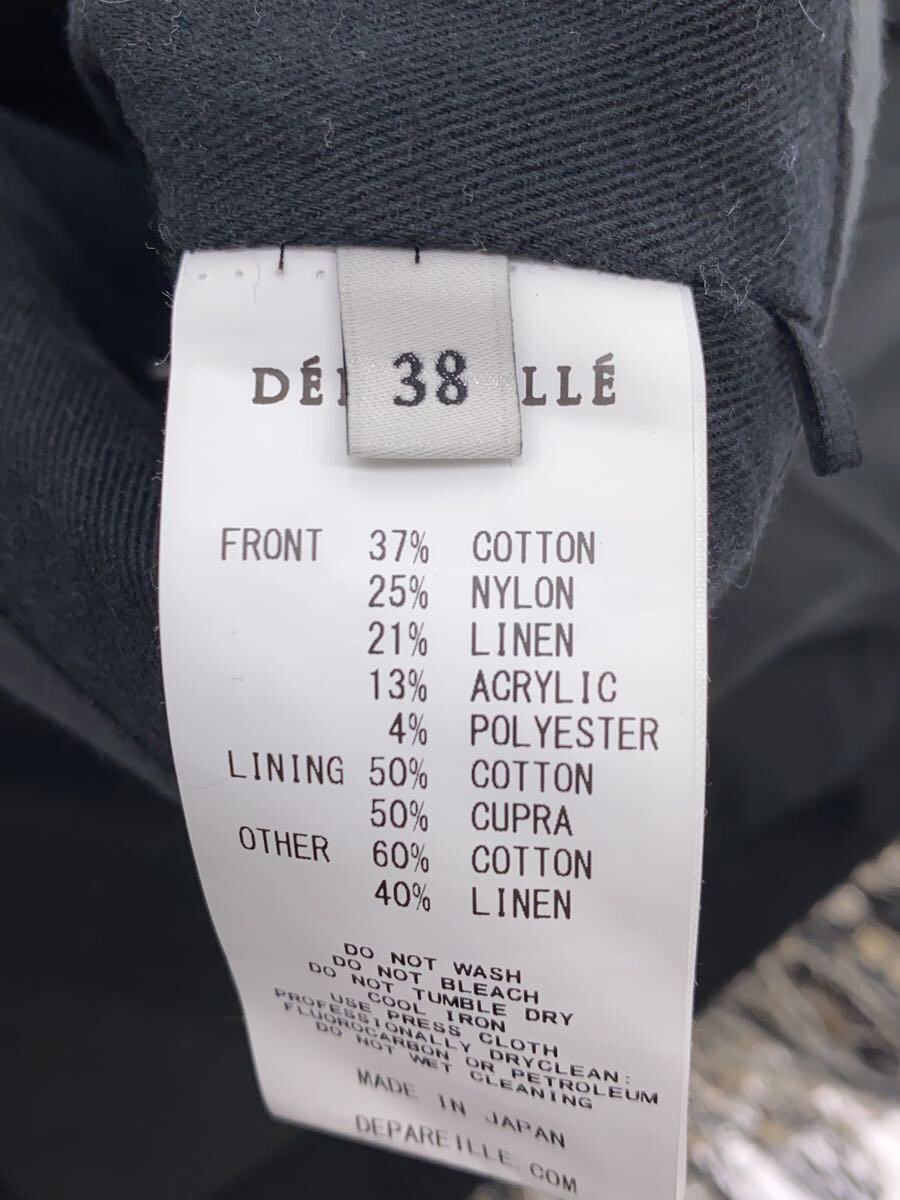 DÉ
38
LLÉ
FRONT 37% COTTON
25% NYLON
21% LINEN
13% ACRYLIC
4% POLYESTER
LINING 50% COTTON
50% CUPRA
OTHER 60% COTTON
40% LINEN
DO NOT WASH
DO NOT BLEACH
DO NOT TUMBLE DRY
COOL IRON
USE PRESS CLOTH
PROFESSIONALLY DRYCLEAN:
FLUOROCARBON OR PETROLEUM
DO NOT WET CLEANING
MADE IN JAPAN
DEPAREILLE.COM